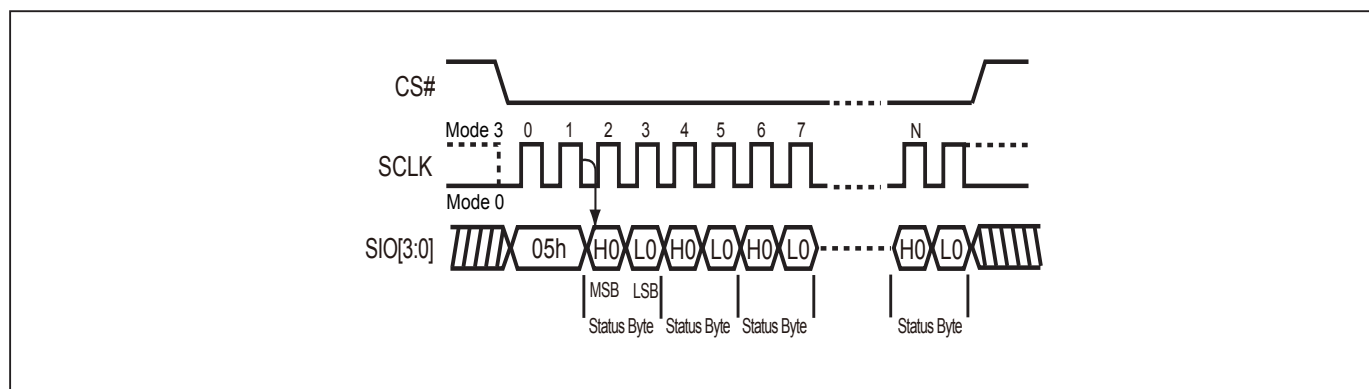 CS#
Mode 3 0 1 2 3 4 5 6 7 N
SCLK
Mode 0
SIO[3:0] 05h H0 L0 H0 L0 H0 L0 H0 L0
MSB LSB
Status Byte Status Byte Status Byte Status Byte